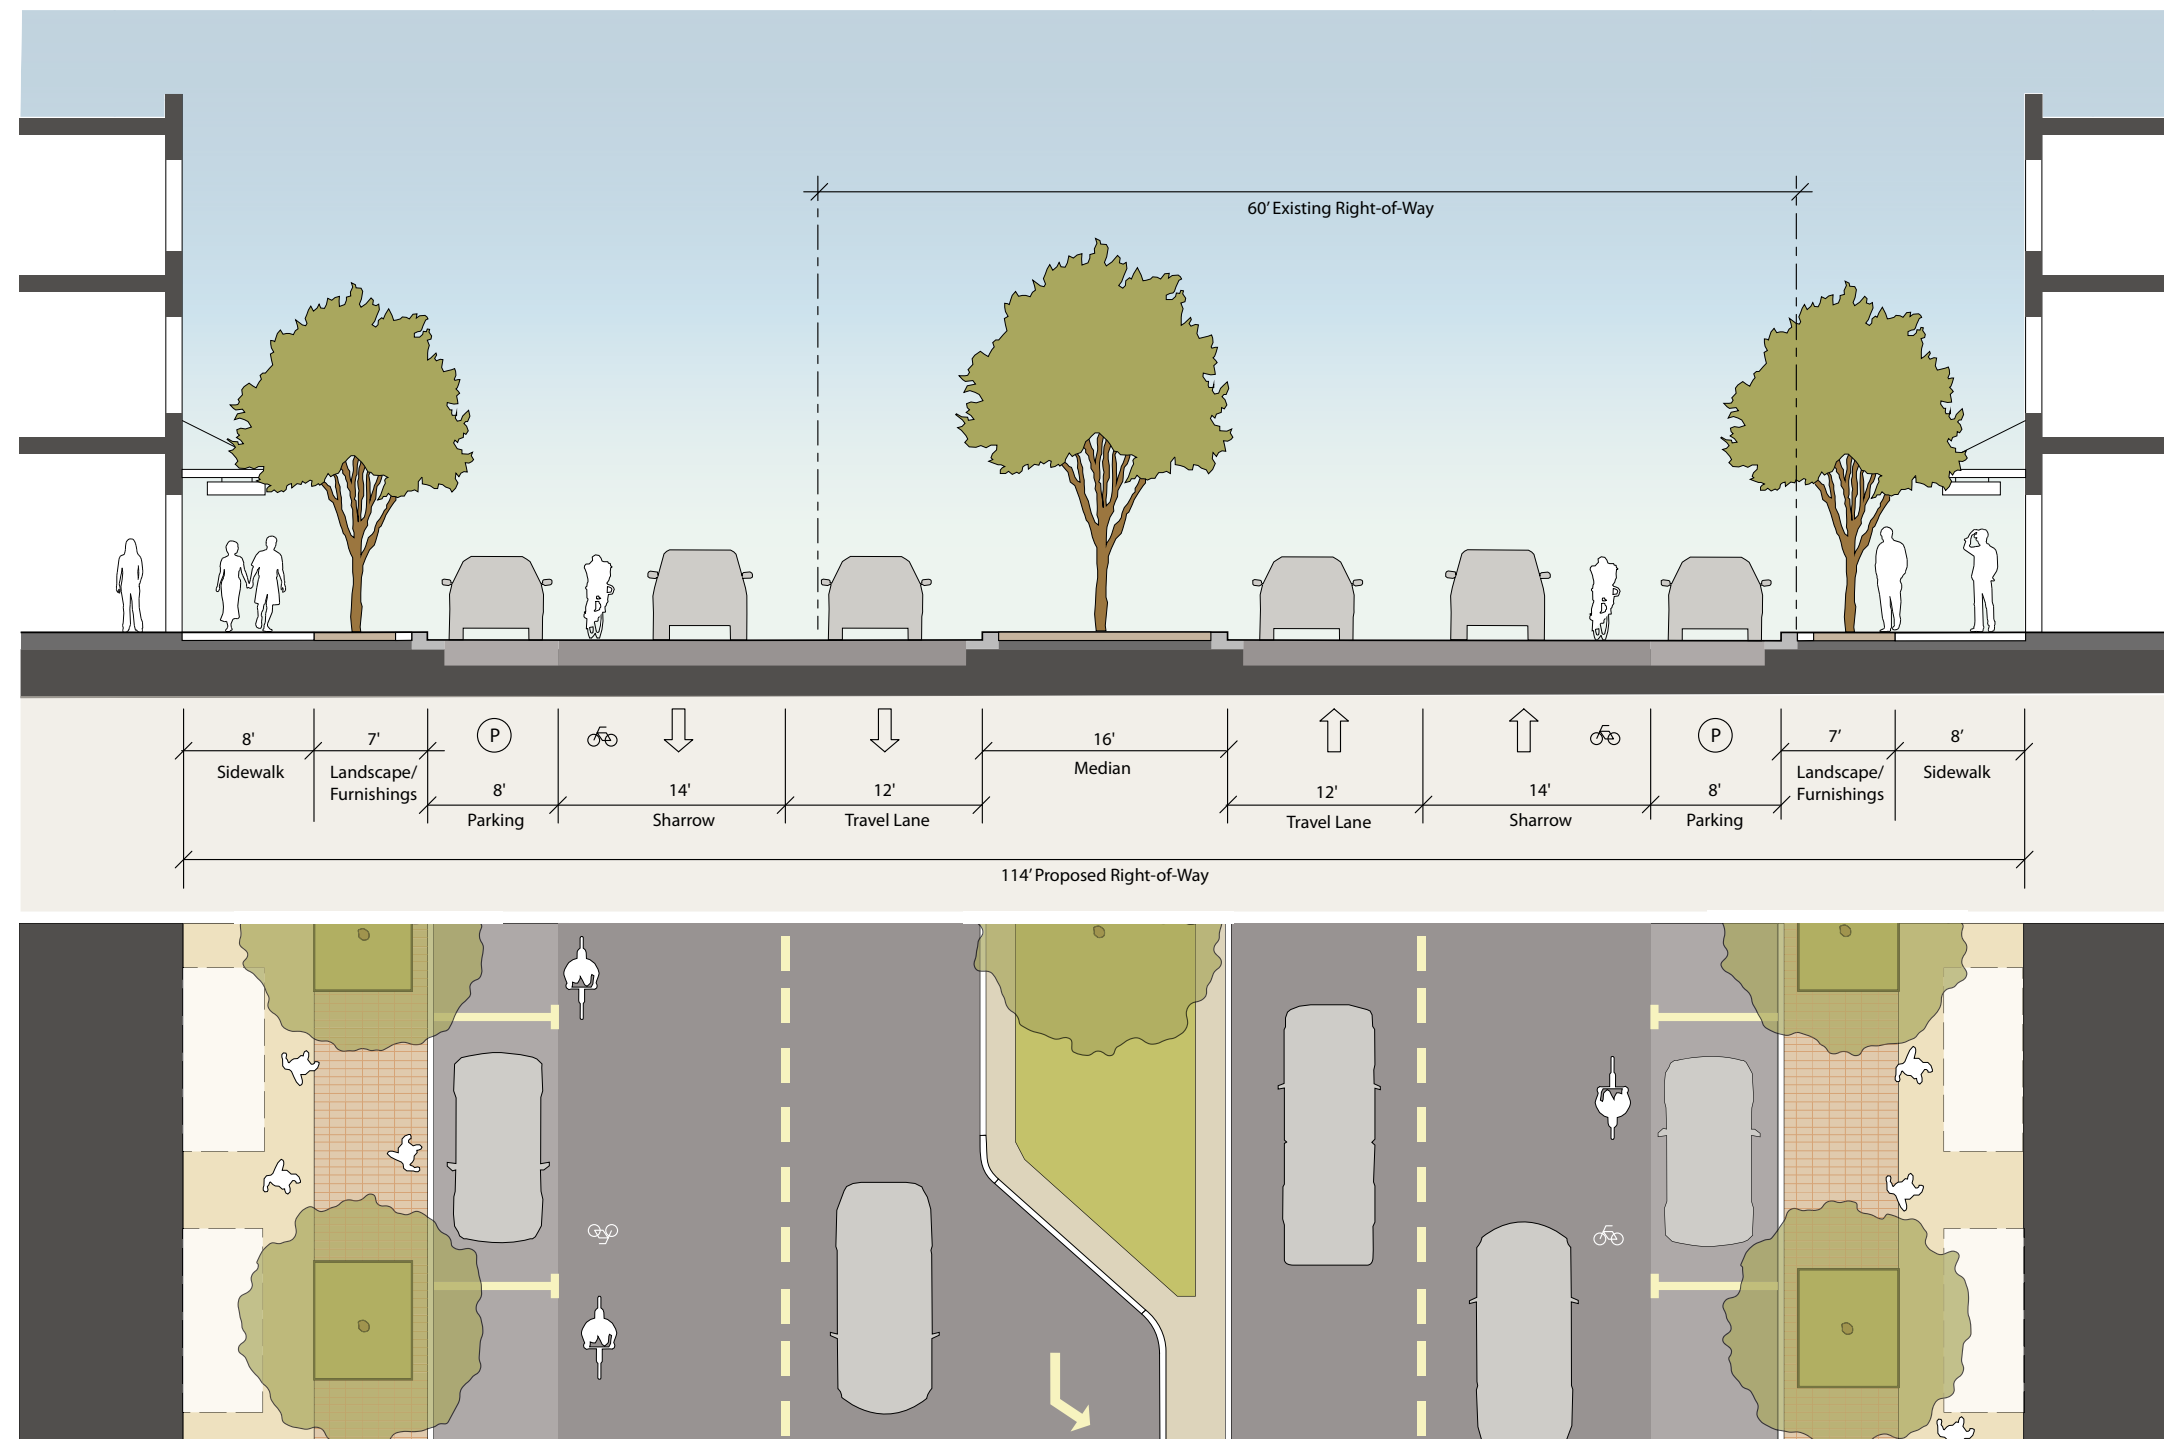 60’ Existing Right-of-Way
P
P
8'
7'
16'
7’
8’
Sidewalk
Landscape/
Furnishings
Median
Landscape/
Furnishings
Sidewalk
8'
14'
12'
12'
14'
8'
Parking
Sharrow
Travel Lane
Travel Lane
Sharrow
Parking
114’ Proposed Right-of-Way